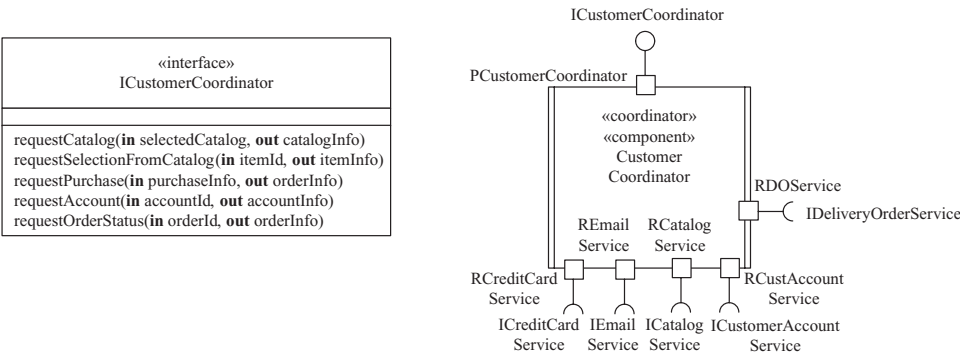 «interface»
ICustomerCoordinator
requestCatalog(in selectedCatalog, out catalogInfo)
requestSelectionFromCatalog(in itemId, out itemInfo)
requestPurchase(in purchaseInfo, out orderInfo)
requestAccount(in accountId, out accountInfo)
requestOrderStatus(in orderId, out orderInfo)
ICustomerCoordinator
PCustomerCoordinator
«coordinator»
«component»
Customer
Coordinator
RDOService
IDeliveryOrderService
REmail
Service
RCatalog
Service
RCreditCard
Service
RCustAccount
Service
ICreditCard
Service
IEmail
Service
ICatalog
Service
ICustomerAccount
Service